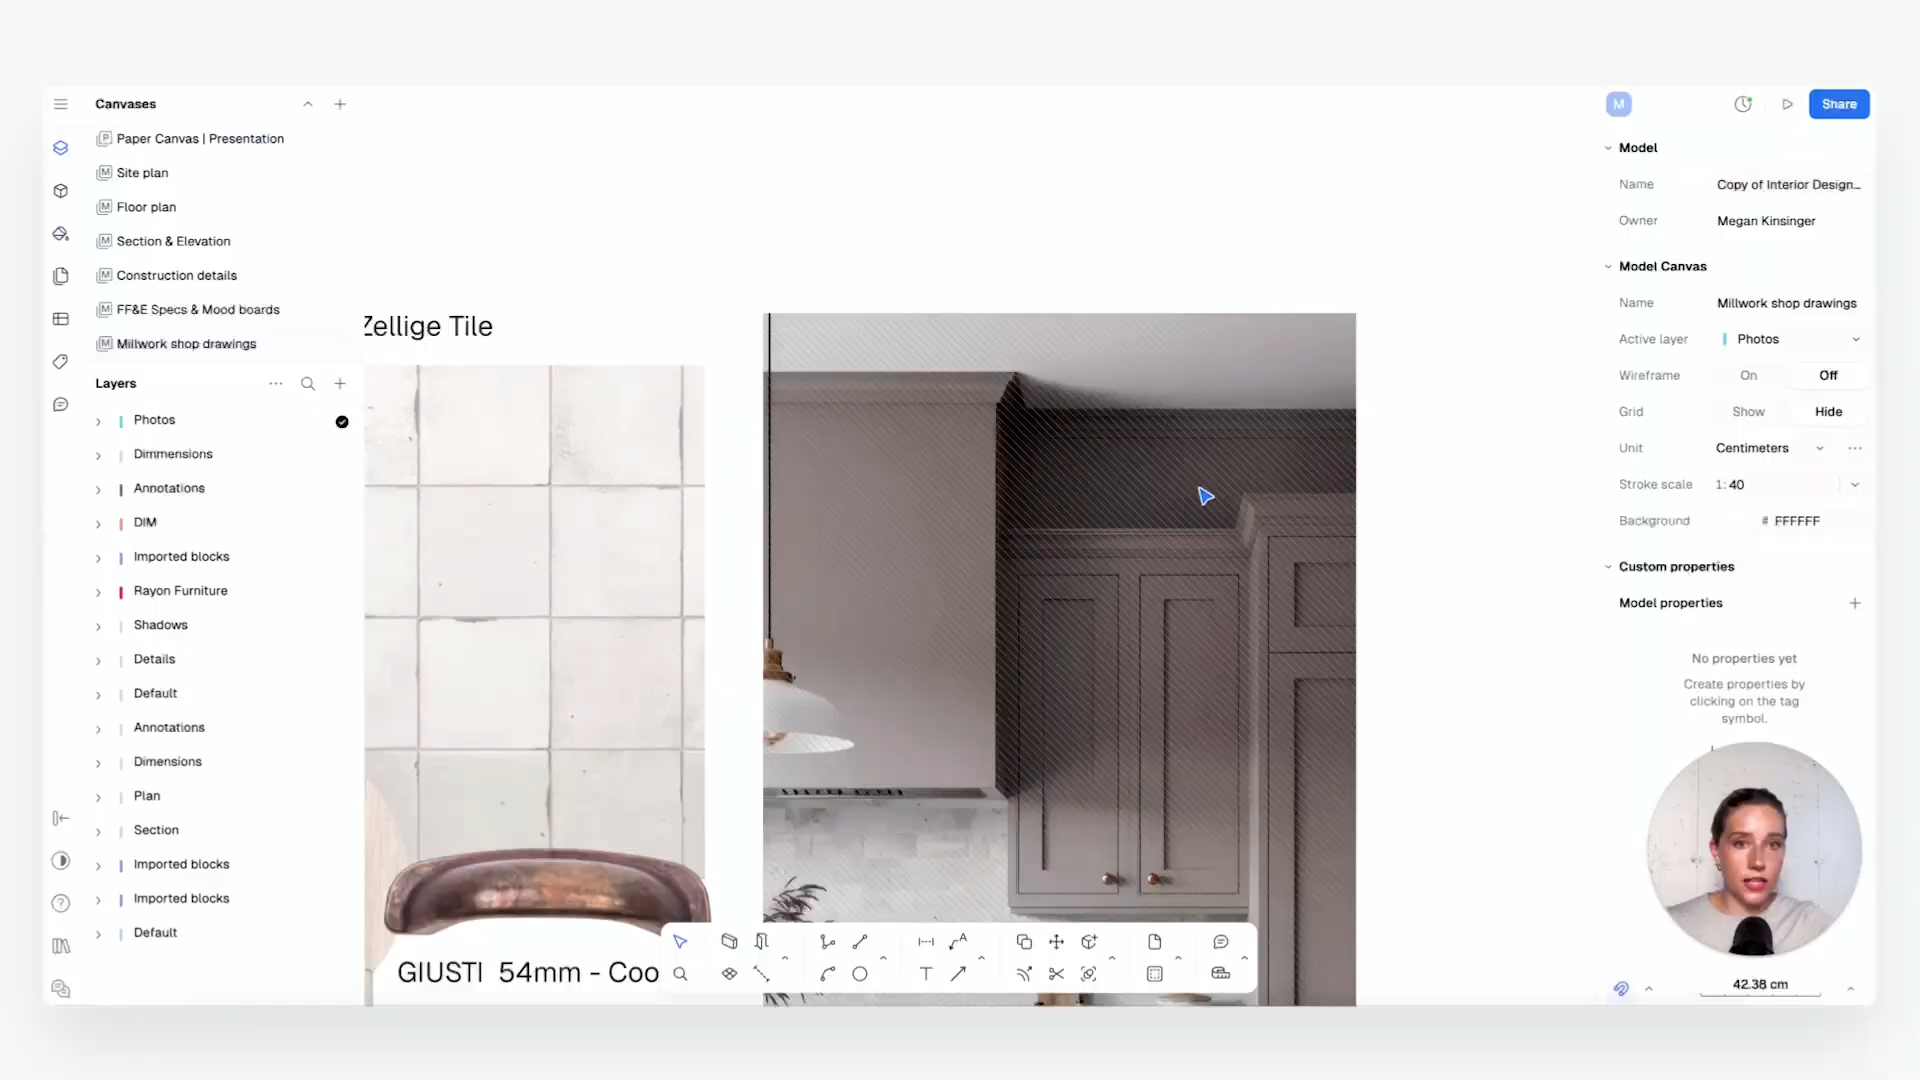 Canvases
Paper Canvas | Presentation
Site plan
Floor plan
Section & Elevation
Construction details
FF&E Specs & Mood boards
Millwork shop drawings
Layers
Photos
Dimmensions
Annotations
DIM
Imported blocks
Rayon Furniture
Shadows
Details
Default
Annotations
Dimensions
Plan
Section
Imported blocks
Imported blocks
Default
Zellige Tile
GIUSTI 54mm - Coo
M
Share
Model
Name Copy of Interior Design...
Owner Megan Kinsinger
Model Canvas
Name Millwork shop drawings
Active layer Photos
Wireframe On Off
Grid Show Hide
Unit Centimeters
Stroke scale 1: 40
Background # FFFFFF
Custom properties
Model properties
No properties yet
Create properties by
clicking on the tag
symbol.
42.38 cm